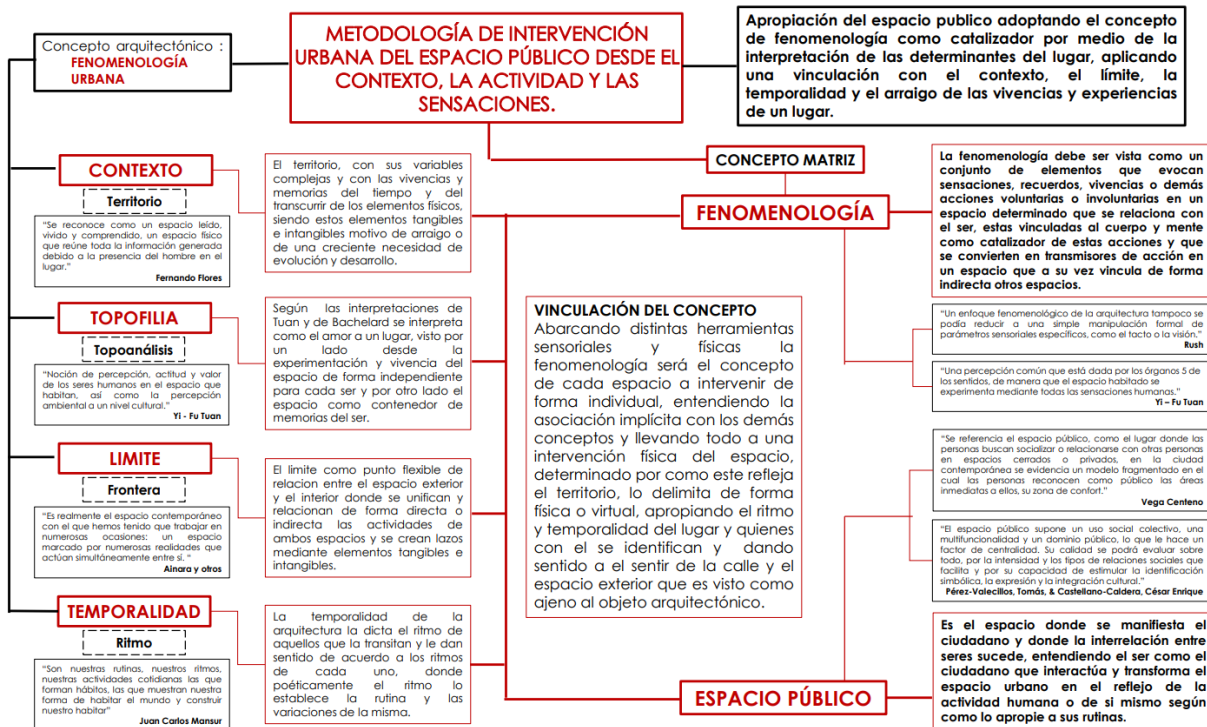 Concepto arquitectónico :
FENOMENOLOGÍA
URBANA
METODOLOGÍA DE INTERVENCIÓN
URBANA DEL ESPACIO PÚBLICO DESDE EL
CONTEXTO, LA ACTIVIDAD Y LAS
SENSACIONES.
Apropiación del espacio publico adoptando el concepto
de fenomenología como catalizador por medio de la
interpretación de las determinantes del lugar, aplicando
una vinculación con el contexto, el límite, la
temporalidad y el arraigo de las vivencias y experiencias
de un lugar.
CONTEXTO
Territorio
"Se reconoce como un espacio leído,
vivido y comprendido, un espacio físico
que reúne toda la información generada
debido a la presencia del hombre en el
lugar."
Fernando Flores
El territorio, con sus variables
complejas y con las vivencias y
memorias del tiempo y del
transcurrir de los elementos físicos,
siendo estos elementos tangibles
e intangibles motivo de arraigo o
de una creciente necesidad de
evolución y desarrollo.
TOPOFILIA
Topoanálisis
"Noción de percepción, actitud y valor
de los seres humanos en el espacio que
habitan, así como la percepción
ambiental a un nivel cultural."
Yi - Fu Tuan
Según las interpretaciones de
Tuan y de Bachelard se interpreta
como el amor a un lugar, visto por
un lado desde la
experimentación y vivencia del
espacio de forma independiente
para cada ser y por otro lado el
espacio como contenedor de
memorias del ser.
LIMITE
Frontera
"Es realmente el espacio contemporáneo
con el que hemos tenido que trabajar en
numerosas ocasiones: un espacio
marcado por numerosas realidades que
actúan simultáneamente entre sí. "
Ainara y otros
El limite como punto flexible de
relacion entre el espacio exterior
y el interior donde se unifican y
relacionan de forma directa o
indirecta las actividades de
ambos espacios y se crean lazos
mediante elementos tangibles e
intangibles.
TEMPORALIDAD
Ritmo
"Son nuestras rutinas, nuestros ritmos,
nuestras actividades cotidianas las que
forman hábitos, las que muestran nuestra
forma de habitar el mundo y construir
nuestro habitar"
Juan Carlos Mansur
La temporalidad de la
arquitectura la dicta el ritmo de
aquellos que la transitan y le dan
sentido de acuerdo a los ritmos
de cada uno, donde
poéticamente el ritmo lo
establece la rutina y las
variaciones de la misma.
VINCULACIÓN DEL CONCEPTO
Abarcando distintas herramientas
sensoriales y físicas la
fenomenología será el concepto
de cada espacio a intervenir de
forma individual, entendiendo la
asociación implícita con los demás
conceptos y llevando todo a una
intervención física del espacio,
determinado por como este refleja
el territorio, lo delimita de forma
física o virtual, apropiando el ritmo
y temporalidad del lugar y quienes
con el se identifican y dando
sentido a el sentir de la calle y el
espacio exterior que es visto como
ajeno al objeto arquitectónico.
CONCEPTO MATRIZ
FENOMENOLOGÍA
La fenomenología debe ser vista como un
conjunto de elementos que evocan
sensaciones, recuerdos, vivencias o demás
acciones voluntarias o involuntarias en un
espacio determinado que se relaciona con
el ser, estas vinculadas al cuerpo y mente
como catalizador de estas acciones y que
se convierten en transmisores de acción en
un espacio que a su vez vincula de forma
indirecta otros espacios.
"Un enfoque fenomenológico de la arquitectura tampoco se
podía reducir a una simple manipulación formal de
parámetros sensoriales específicos, como el tacto o la visión."
Rush
"Una percepción común que está dada por los órganos 5 de
los sentidos, de manera que el espacio habitado se
experimenta mediante todas las sensaciones humanas."
Yi – Fu Tuan
"Se referencia el espacio público, como el lugar donde las
personas buscan socializar o relacionarse con otras personas
en espacios cerrados o privados, en la ciudad
contemporánea se evidencia un modelo fragmentado en el
cual las personas reconocen como público las áreas
inmediatas a ellos, su zona de confort."
Vega Centeno
"El espacio público supone un uso social colectivo, una
multifuncionalidad y un dominio público, lo que le hace un
factor de centralidad. Su calidad se podrá evaluar sobre
todo, por la intensidad y los tipos de relaciones sociales que
facilita y por su capacidad de estimular la identificación
simbólica, la expresión y la integración cultural."
Pérez-Valecillos, Tomás, & Castellano-Caldera, César Enrique
ESPACIO PÚBLICO
Es el espacio donde se manifiesta el
ciudadano y donde la interrelación entre
seres sucede, entendiendo el ser como el
ciudadano que interactúa y transforma el
espacio urbano en el reflejo de la
actividad humana o de si mismo según
como lo apropie a sus rutinas.